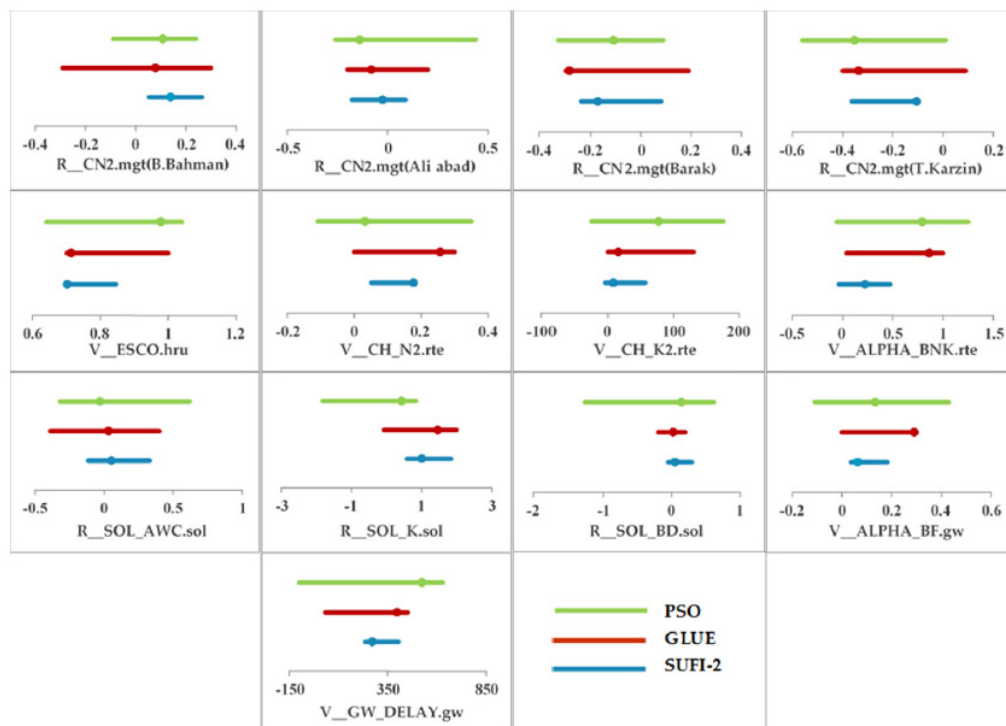 -0.4 -0.2 0 0.2 0.4
R__CN2.mgt(B.Bahman)
-0.5 0 0.5
R__CN2.mgt(Ali abad)
-0.4 -0.2 0 0.2
R__CN2.mgt(Barak)
-0.6 -0.4 -0.2 0 0.2
R__CN2.mgt(T.Karzin)
0.6 0.8 1 1.2
V__ESCO.hru
-0.2 0 0.2 0.4
V__CH_N2.rte
-100 0 100 200
V__CH_K2.rte
-0.5 0 0.5 1 1.5
V__ALPHA_BNK.rte
-0.5 0 0.5 1
R__SOL_AWC.sol
-3 -1 1 3
R__SOL_K.sol
-2 -1 0 1
R__SOL_BD.sol
-0.2 0 0.2 0.4 0.6
V__ALPHA_BF.gw
-150 350 850
V__GW_DELAY.gw
PSO
GLUE
SUFI-2